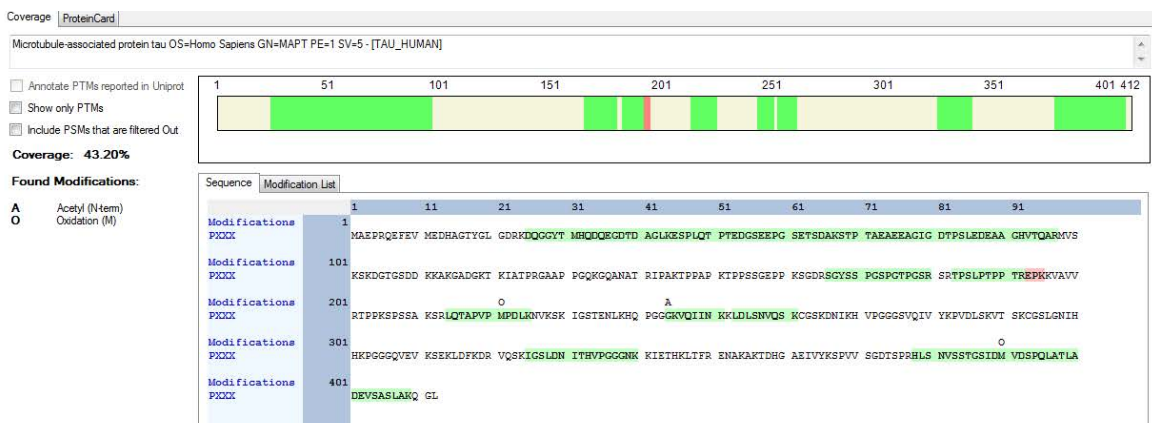 Coverage ProteinCard
Microtubule-associated protein tau OS=Homo Sapiens GN=MAPT PE=1 SV=5 - [TAU_HUMAN]
Annotate PTMs reported in Uniprot
Show only PTMs
Include PSMs that are filtered Out
Coverage: 43.20%
Found Modifications:
A Acetyl (N-term)
O Oxidation (M)
1 51 101 151 201 251 301 351 401 412
Sequence Modification List
1 11 21 31 41 51 61 71 81 91
Modifications 1
PXXX MAEPRQEFEV MEDHAGTYGL GDRKDQGGYT MHQDQEGDTD AGLKESPLQT PTEDGSEEPG SETSDAKSTP TAEAEEAGIG DTPSLEDEAA GHVTQARMVS
Modifications 101
PXXX KSKDGTGSDD KKAKGADGKT KIATPRGAAP PGQKGQANAT RIPAKTPPAP KTPPSSGEPP KSGDRSGYSS PGSPGTPGSR SRTPSLPTPP TREPKKVAVV
Modifications 201 O A
PXXX RTPPKSPSSA KSRLQTAPVP MPDLKNVKSK IGSTENLKHQ PGGGKVQIIN KKLDLSNVQS KCGSKDNIKH VPGGGSVQIV YKPVDLSKVT SKCGSLGNIH
Modifications 301 O
PXXX HKPGGGQVEV KSEKLDFKDR VQSKIGSLDN ITHVPGGGNK KIETHKLTFR ENAKAKTDHG AEIVYKSPVV SGDTSPRHLS NVSSTGSIDM VDSPQLATLA
Modifications 401
PXXX DEVSASLAKQ GL